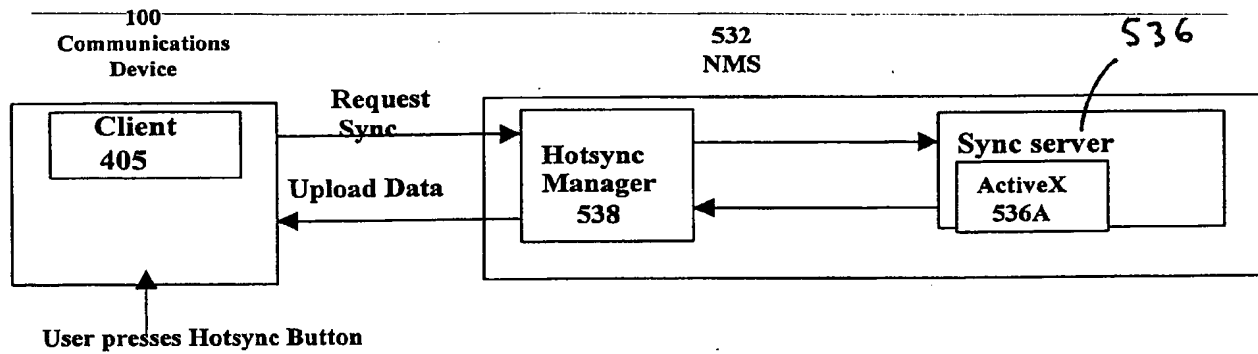 100
Communications
Device
532
NMS
536
Client
405
Request
Sync
Upload Data
Hotsync
Manager
538
Sync server
ActiveX
536A
User presses Hotsync Button